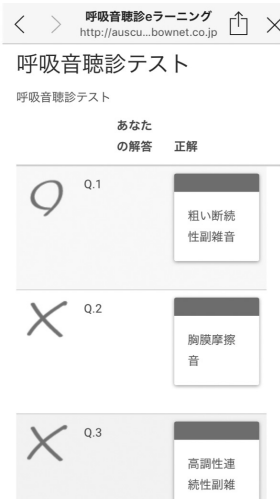 呼吸音聴診eラーニング
http://auscu...bownet.co.jp
呼吸音聴診テスト
呼吸音聴診テスト
あなた
の解答 正解
Q.1
粗い断続
性副雑音
Q.2
胸膜摩擦
音
Q.3
高調性連
続性副雑